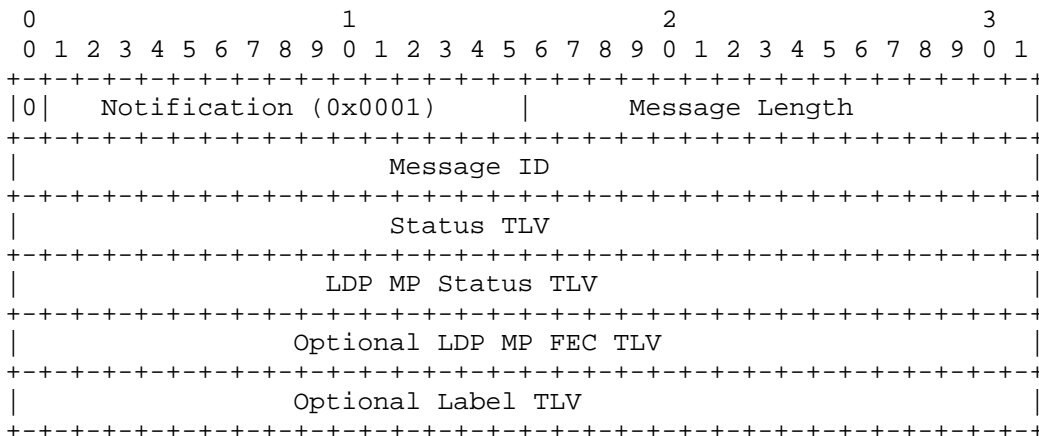 0                   1                   2                   3
 0 1 2 3 4 5 6 7 8 9 0 1 2 3 4 5 6 7 8 9 0 1 2 3 4 5 6 7 8 9 0 1
+-+-+-+-+-+-+-+-+-+-+-+-+-+-+-+-+-+-+-+-+-+-+-+-+-+-+-+-+-+-+-+-+
|0|   Notification (0x0001)     |      Message Length           |
+-+-+-+-+-+-+-+-+-+-+-+-+-+-+-+-+-+-+-+-+-+-+-+-+-+-+-+-+-+-+-+-+
|                       Message ID                              |
+-+-+-+-+-+-+-+-+-+-+-+-+-+-+-+-+-+-+-+-+-+-+-+-+-+-+-+-+-+-+-+-+
|                       Status TLV                              |
+-+-+-+-+-+-+-+-+-+-+-+-+-+-+-+-+-+-+-+-+-+-+-+-+-+-+-+-+-+-+-+-+
|                   LDP MP Status TLV                           |
+-+-+-+-+-+-+-+-+-+-+-+-+-+-+-+-+-+-+-+-+-+-+-+-+-+-+-+-+-+-+-+-+
|                 Optional LDP MP FEC TLV                       |
+-+-+-+-+-+-+-+-+-+-+-+-+-+-+-+-+-+-+-+-+-+-+-+-+-+-+-+-+-+-+-+-+
|                 Optional Label TLV                            |
+-+-+-+-+-+-+-+-+-+-+-+-+-+-+-+-+-+-+-+-+-+-+-+-+-+-+-+-+-+-+-+-+